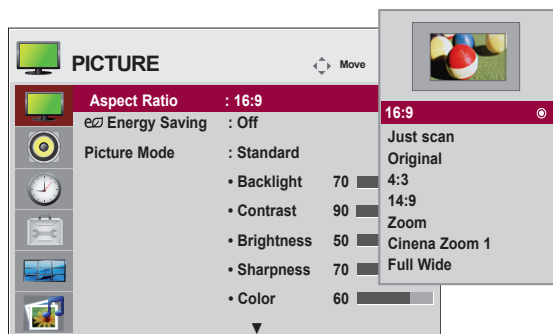 PICTURE
Move
Aspect Ratio : 16:9
Energy Saving : Off
Picture Mode : Standard
• Backlight 70
• Contrast 90
• Brightness 50
• Sharpness 70
• Color 60
16:9
Just scan
Original
4:3
14:9
Zoom
Cinena Zoom 1
Full Wide